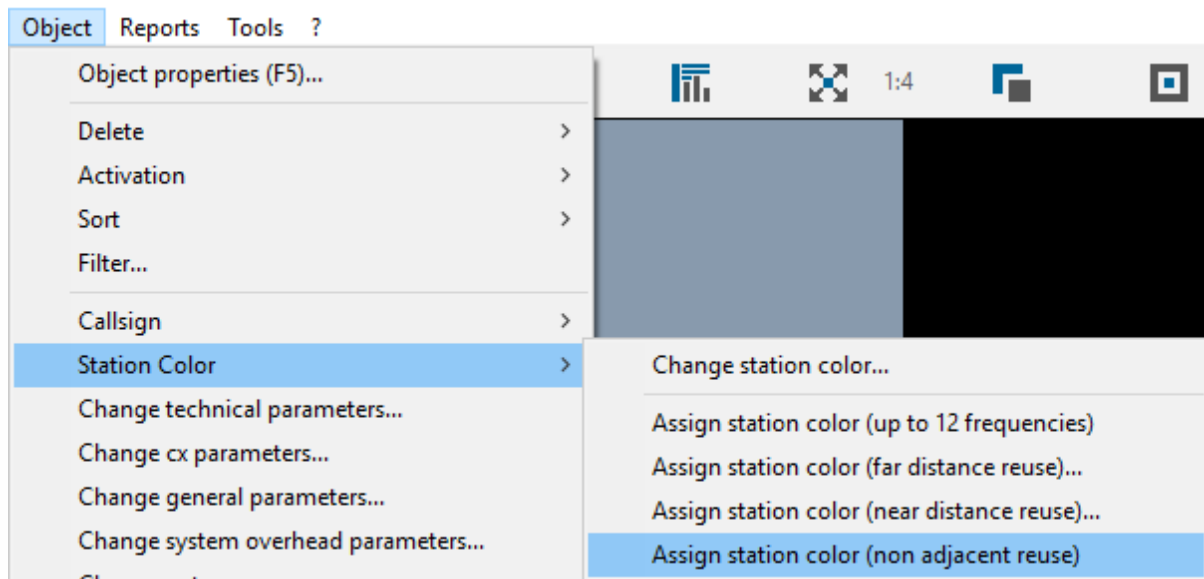 Object Reports Tools ?
Object properties (F5)...
1:4
Delete
Activation
Sort
Filter...
Callsign
Station Color
Change station color...
Change technical parameters...
Assign station color (up to 12 frequencies)
Change cx parameters...
Assign station color (far distance reuse)...
Change general parameters...
Assign station color (near distance reuse)...
Change system overhead parameters...
Assign station color (non adjacent reuse)